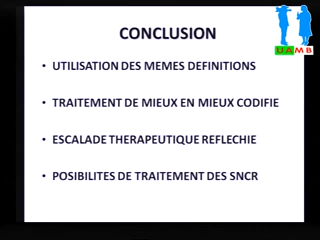 CONCLUSION
UAMB
• UTILISATION DES MEMES DEFINITIONS
• TRAITEMENT DE MIEUX EN MIEUX CODIFIE
• ESCALADE THERAPEUTIQUE REFLECHIE
• POSIBILITES DE TRAITEMENT DES SNCR